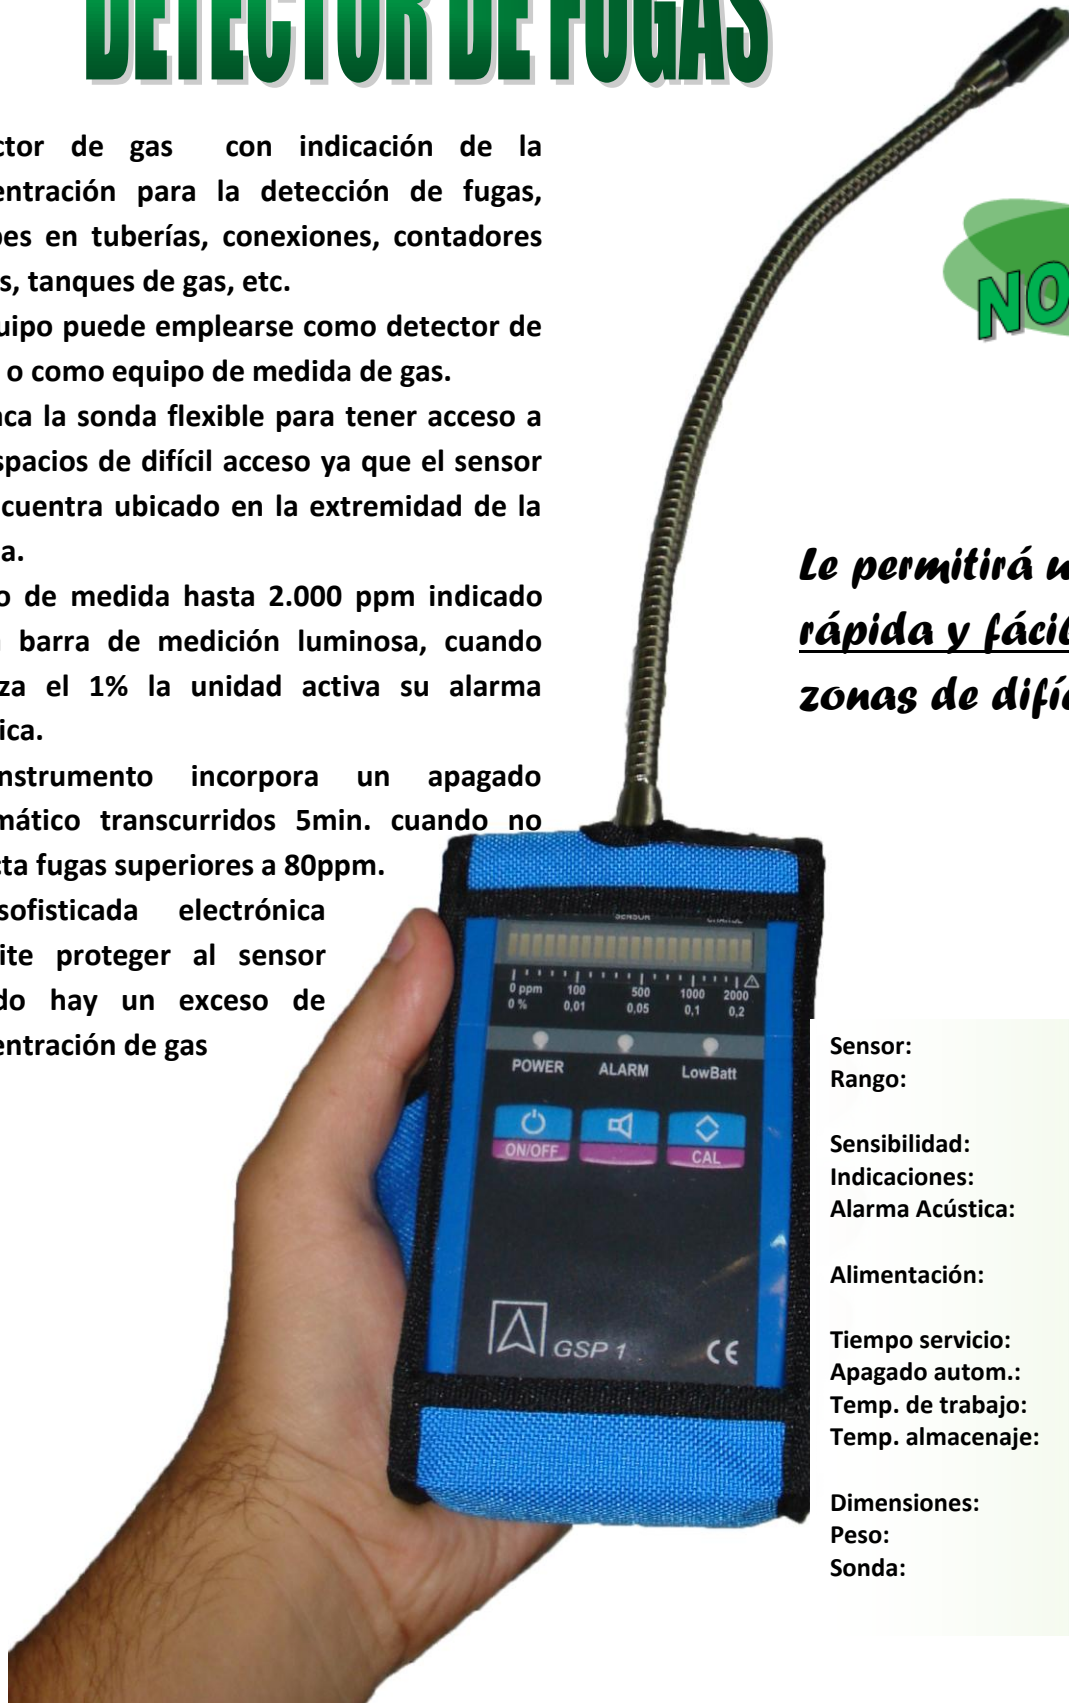 DETECTOR DE FUGAS
ctor de gas con indicación de la
entración para la detección de fugas,
pes en tuberías, conexiones, contadores
s, tanques de gas, etc.
quipo puede emplearse como detector de
o como equipo de medida de gas.
aca la sonda flexible para tener acceso a
spacios de difícil acceso ya que el sensor
cuentra ubicado en la extremidad de la
a.
o de medida hasta 2.000 ppm indicado
barra de medición luminosa, cuando
za el 1% la unidad activa su alarma
ica.
nstrumento incorpora un apagado
mático transcurridos 5min. cuando no
cta fugas superiores a 80ppm.
sofisticada electrónica
ite proteger al sensor
do hay un exceso de
entración de gas
NO
Le permitirá u
rápida y fácil
zonas de difí
SENSOR CHARGE
0 ppm 100 500 1000 2000
0 % 0,01 0,05 0,1 0,2
POWER ALARM LowBatt
ON/OFF CAL
GSP 1 CE
Sensor:
Rango:
Sensibilidad:
Indicaciones:
Alarma Acústica:
Alimentación:
Tiempo servicio:
Apagado autom.:
Temp. de trabajo:
Temp. almacenaje:
Dimensiones:
Peso:
Sonda: